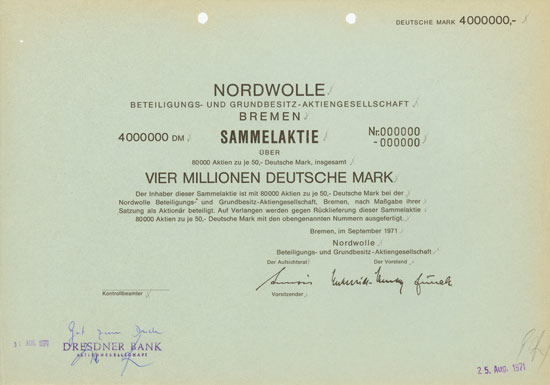 DEUTSCHE MARK 4000000,-
NORDWOLLE
BETEILIGUNGS- UND GRUNDBESITZ-AKTIENGESELLSCHAFT
BREMEN
4000000 DM SAMMELAKTIE Nr.000000
-000000
ÜBER
80000 Aktien zu je 50,- Deutsche Mark, insgesamt
VIER MILLIONEN DEUTSCHE MARK
Der Inhaber dieser Sammelaktie ist mit 80000 Aktien zu je 50,- Deutsche Mark bei der
Nordwolle Beteiligungs- und Grundbesitz-Aktiengesellschaft, Bremen, nach Maßgabe ihrer
Satzung als Aktionär beteiligt. Auf Verlangen werden gegen Rücklieferung dieser Sammelaktie
80000 Aktien zu je 50,- Deutsche Mark mit den obengenannten Nummern ausgefertigt.
Bremen, im September 1971
Nordwolle
Beteiligungs- und Grundbesitz-Aktiengesellschaft
Der Aufsichtsrat Der Vorstand
Kontrollbeamter
Vorsitzender
Gut zum Druck
AUG. 1971 DRESDNER BANK
AKTIENGESELLSCHAFT
25. Aug. 1971